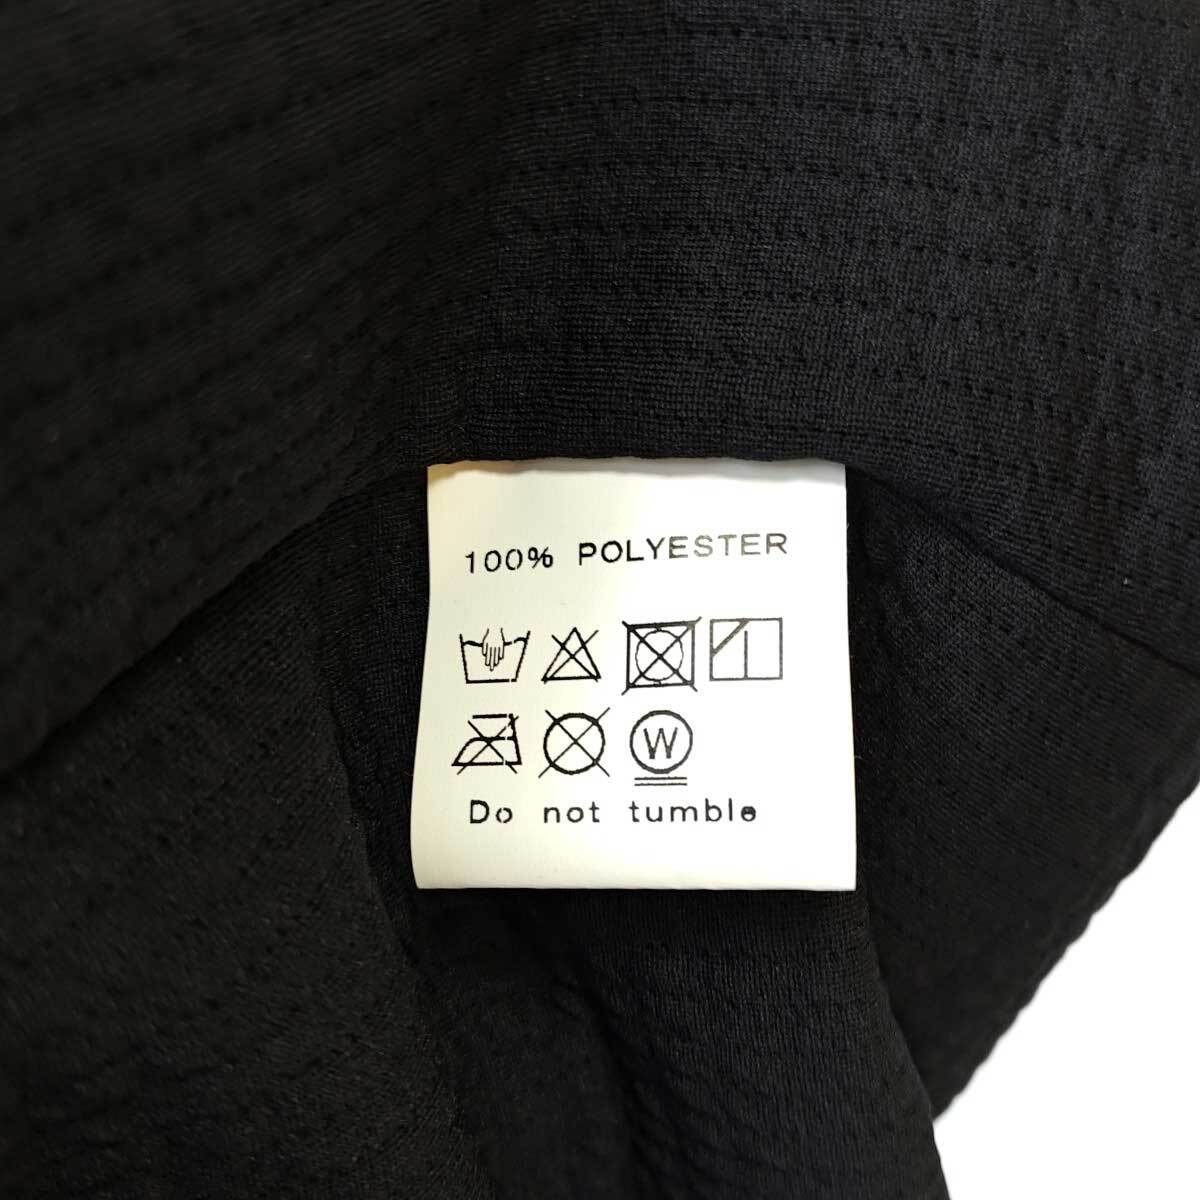 100% POLYESTER
W
Do not tumble